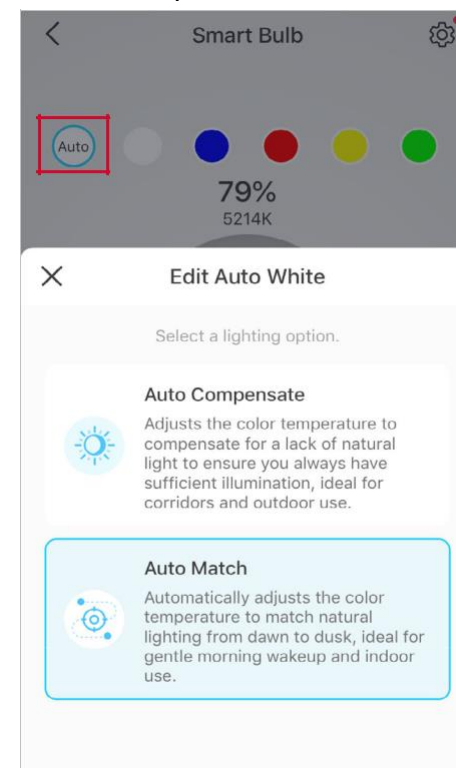 Smart Bulb
Auto
79%
5214K
Edit Auto White
Select a lighting option.
Auto Compensate
Adjusts the color temperature to
compensate for a lack of natural
light to ensure you always have
sufficient illumination, ideal for
corridors and outdoor use.
Auto Match
Automatically adjusts the color
temperature to match natural
lighting from dawn to dusk, ideal for
gentle morning wakeup and indoor
use.